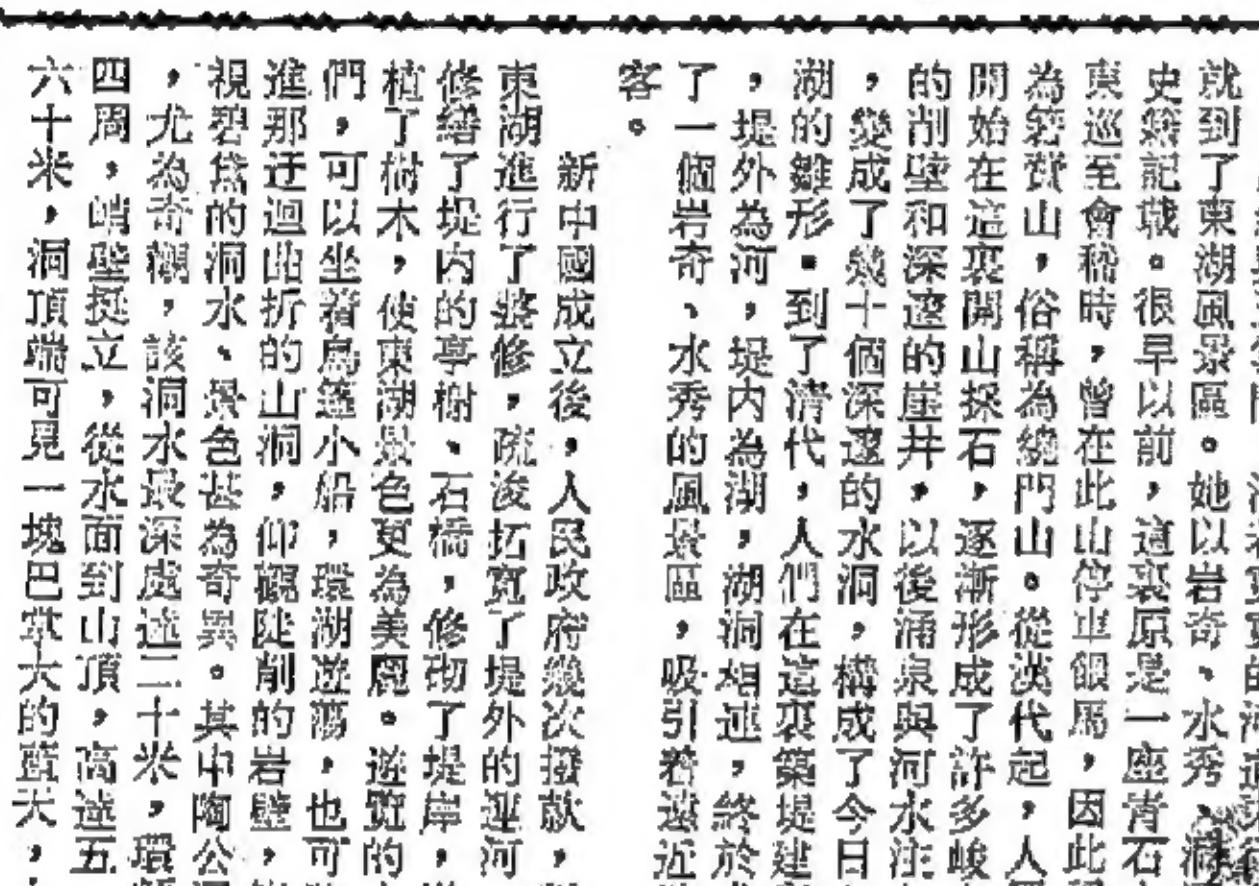 就到了東湖風景區。她以岩奇、水秀、洞
史籍記載。很早以前，這裏原是一座青石
東巡至會稽時，曾在此山停車餵馬，因此
山，俗稱為繞門山。從漢代起，人
開始在這裏開山採石，逐漸形成了許多峻
的削壁和深邃的崖井，以後涌泉與河水注
，變成了幾十個深邃的水洞，構成了今日
湖的雛形。到了清代，人們在這裏築堤建
，堤外為河，堤内為湖，湖洞相連，終於
了一個岩奇、水秀的風景區，吸引着遠近
客。
新中國成立後，人民政府幾次撥款，
東湖進行了整修，疏浚拓寬了堤外的運河
修繕了堤内的亭榭、石橋，修砌了堤岸，
植了樹木，使東湖景色更為美麗。遊覽的
們，可以坐着烏篷小船，環湖遊蕩，也可
進那迂迴曲折的山洞，仰觀陡削的岩壁，
視碧黛的洞水、景色甚為奇異。其中陶公
，尤為奇觀，該洞水最深處達二十米，環
四周，峭壁挺立，從水面到山頂，高達五
六十米，洞頂端可見一塊巴掌大的藍天，